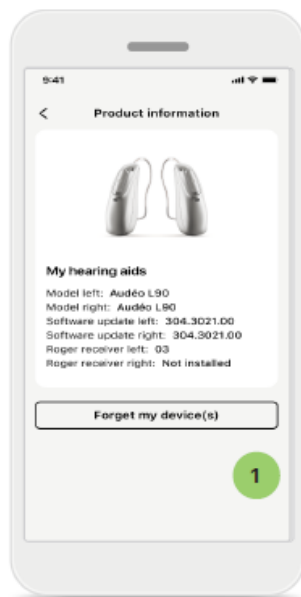 9:41
Product information
My hearing aids
Model left: Audéo L90
Model right: Audéo L90
Software update left: 304.3021.00
Software update right: 304.3021.00
Roger receiver left: 03
Roger receiver right: Not installed
Forget my device(s)
1